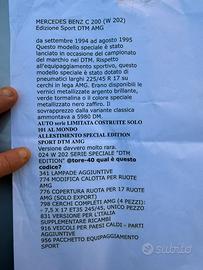 MERCEDES BENZ C 200 (W 202)
Edizione Sport DTM AMG
da settembre 1994 ad agosto 1995
Questo modello speciale è stato
lanciato in occasione del campionato
del marchio nel DTM. Rispetto
all'equipaggiamento sportivo, questo
modello speciale è stato dotato di
pneumatici larghi 225/45 R 17 su
cerchi in lega AMG. Erano disponibili le
vernici metallizzate argento brillante,
verde tormalina o il colore speciale
metallizzato nero zaffiro. Il
sovrapprezzo dalla variante classica
ammontava a 5980 DM.
AUTO serie LIMITATA COSTRUITE SOLO
101 AL MONDO
ALLESTIMENTO SPECIAL EDITION
SPORT DTM AMG
Versione davvero molto rara.
024 W 202 SERIE SPECIALE "DTM
EDITION" @tore-40 qual è questo
codice?
341 LAMPADE AGGIUNTIVE
774 MODIFICA CALOTTA PER RUOTE
AMG
776 COPERTURA RUOTA PER 17 RUOTE
AMG (SOLO EXPORT)
798 CERCHI COMPLETI AMG (4 PEZZI)
- 7,5 X 17 ET35 245/45, UNICO PEZZO
831 VERSIONE PER L'ITALIA
SUPPLEMENTARE RICAMBI
916 VEICOLI PER PAESI CALDI - PARTI
AGGIUNTIVE
956 PACCHETTO EQUIPAGGIAMENTO
SPORT
subito